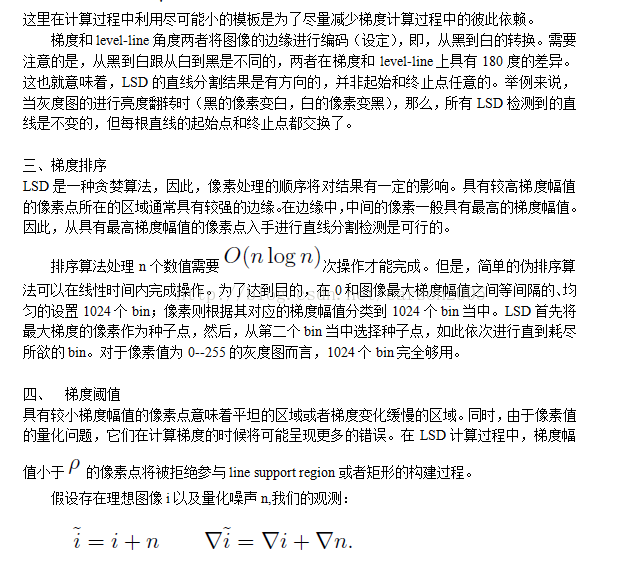 这里在计算过程中利用尽可能小的模板是为了尽量减少梯度计算过程中的彼此依赖。
梯度和 level-line 角度两者将图像的边缘进行编码（设定），即，从黑到白的转换。需要
注意的是，从黑到白跟从白到黑是不同的，两者在梯度和 level-line 上具有 180 度的差异。
这也就意味着，LSD 的直线分割结果是有方向的，并非起始和终止点任意的。举例来说，
当灰度图的进行亮度翻转时（黑的像素变白，白的像素变黑），那么，所有 LSD 检测到的直
线是不变的，但每根直线的起始点和终止点都交换了。
三、梯度排序
LSD 是一种贪婪算法，因此，像素处理的顺序将对结果有一定的影响。具有较高梯度幅值
的像素点所在的区域通常具有较强的边缘。在边缘中，中间的像素一般具有最高的梯度幅值。
因此，从具有最高梯度幅值的像素点入手进行直线分割检测是可行的。
排序算法处理 n 个数值需要 O(n log n) 次操作才能完成。但是，简单的伪排序算
法可以在线性时间内完成操作。为了达到目的，在 0 和图像最大梯度幅值之间等间隔的、均
匀的设置 1024 个 bin；像素则根据其对应的梯度幅值分类到 1024 个 bin 当中。LSD 首先将
最大梯度的像素作为种子点，然后，从第二个 bin 当中选择种子点，如此依次进行直到耗尽
所欲的 bin。对于像素值为 0--255 的灰度图而言，1024 个 bin 完全够用。
四、 梯度阈值
具有较小梯度幅值的像素点意味着平坦的区域或者梯度变化缓慢的区域。同时，由于像素值
的量化问题，它们在计算梯度的时候将可能呈现更多的错误。在 LSD 计算过程中，梯度幅
值小于 ρ 的像素点将被拒绝参与 line support region 或者矩形的构建过程。
假设存在理想图像 i 以及量化噪声 n,我们的观测：
ĩ = i + n ∇ĩ = ∇i + ∇n.